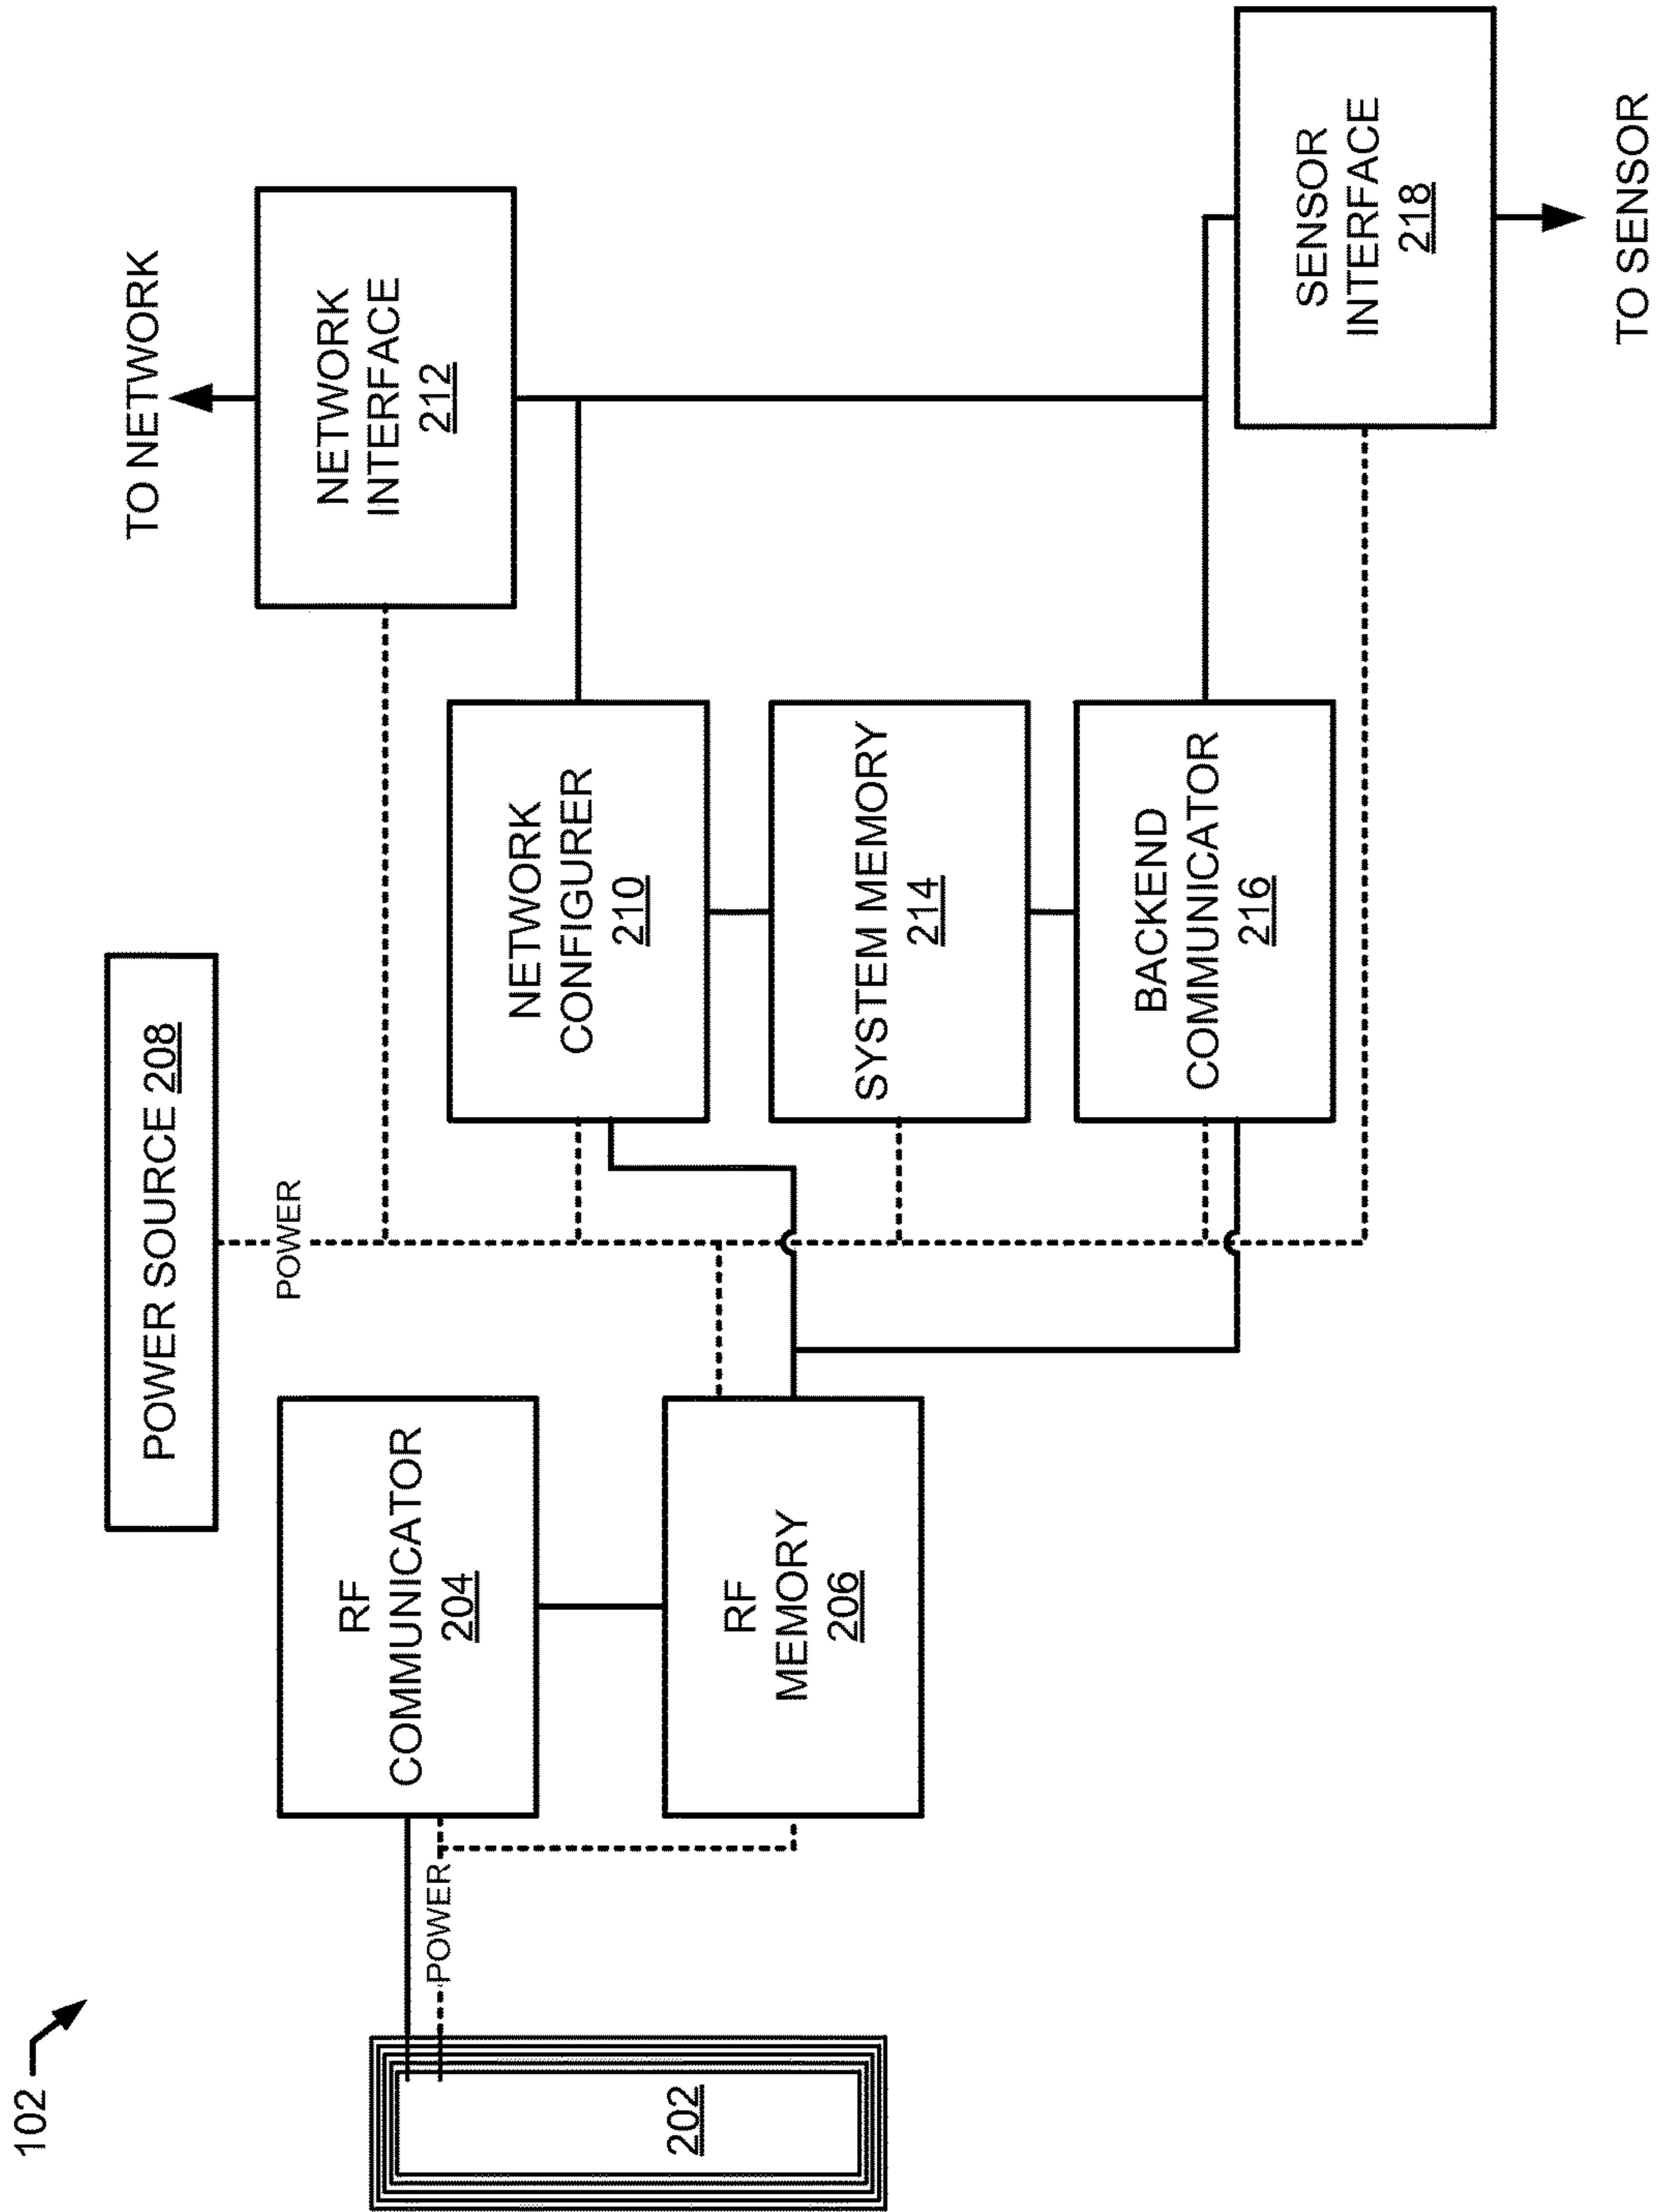 102
202
POWER
RF
COMMUNICATOR
204
RF
MEMORY
206
POWER SOURCE 208
POWER
NETWORK
CONFIGURER
210
SYSTEM MEMORY
214
BACKEND
COMMUNICATOR
216
TO NETWORK
NETWORK
INTERFACE
212
SENSOR
INTERFACE
218
TO SENSOR